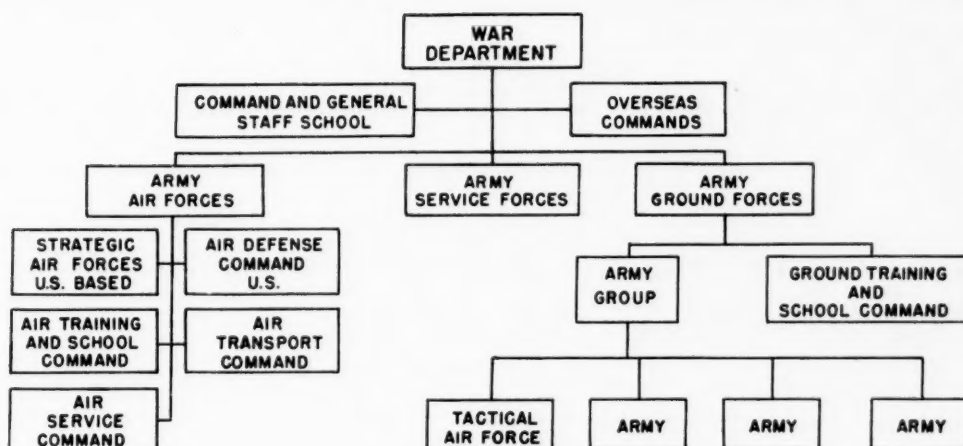 WAR
DEPARTMENT
COMMAND AND GENERAL
STAFF SCHOOL
OVERSEAS
COMMANDS
ARMY
AIR FORCES
ARMY
SERVICE FORCES
ARMY
GROUND FORCES
STRATEGIC
AIR FORCES
U.S. BASED
AIR DEFENSE
COMMAND
U.S.
ARMY
GROUP
GROUND TRAINING
AND
SCHOOL COMMAND
AIR TRAINING
AND SCHOOL
COMMAND
AIR
TRANSPORT
COMMAND
AIR
SERVICE
COMMAND
TACTICAL
AIR FORCE
ARMY
ARMY
ARMY